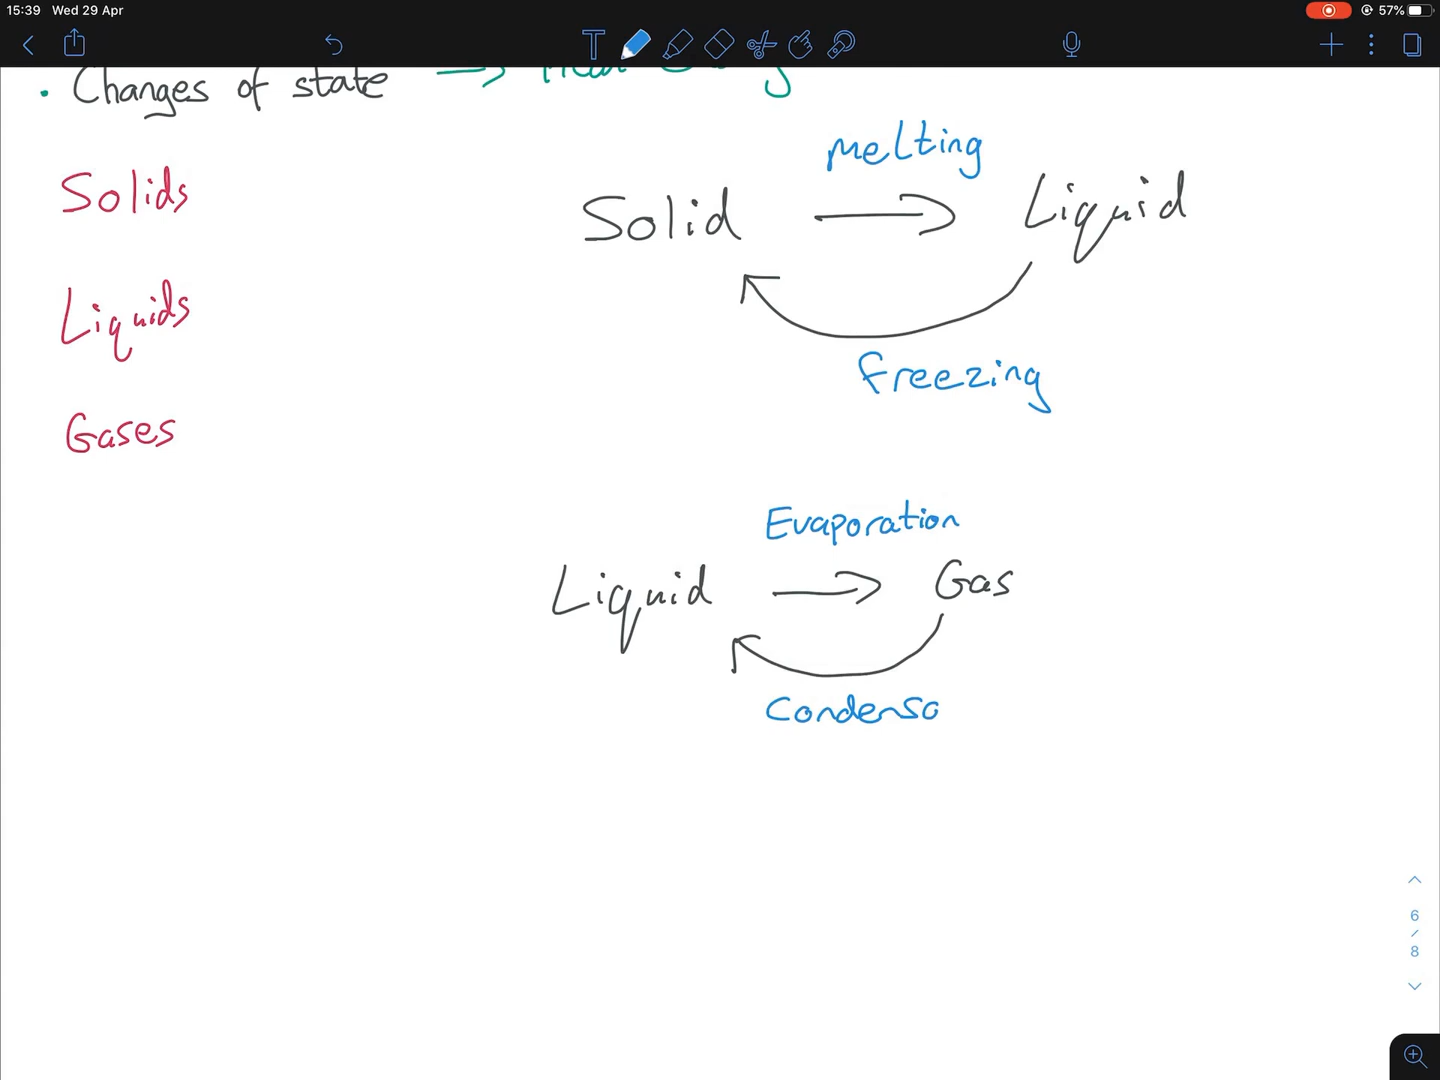 15:39 Wed 29 Apr
57%
• Changes of state →
Solids
Liquids
Gases
melting
Solid → Liquid
freezing
Evaporation
Liquid → Gas
Condensa
6
/
8